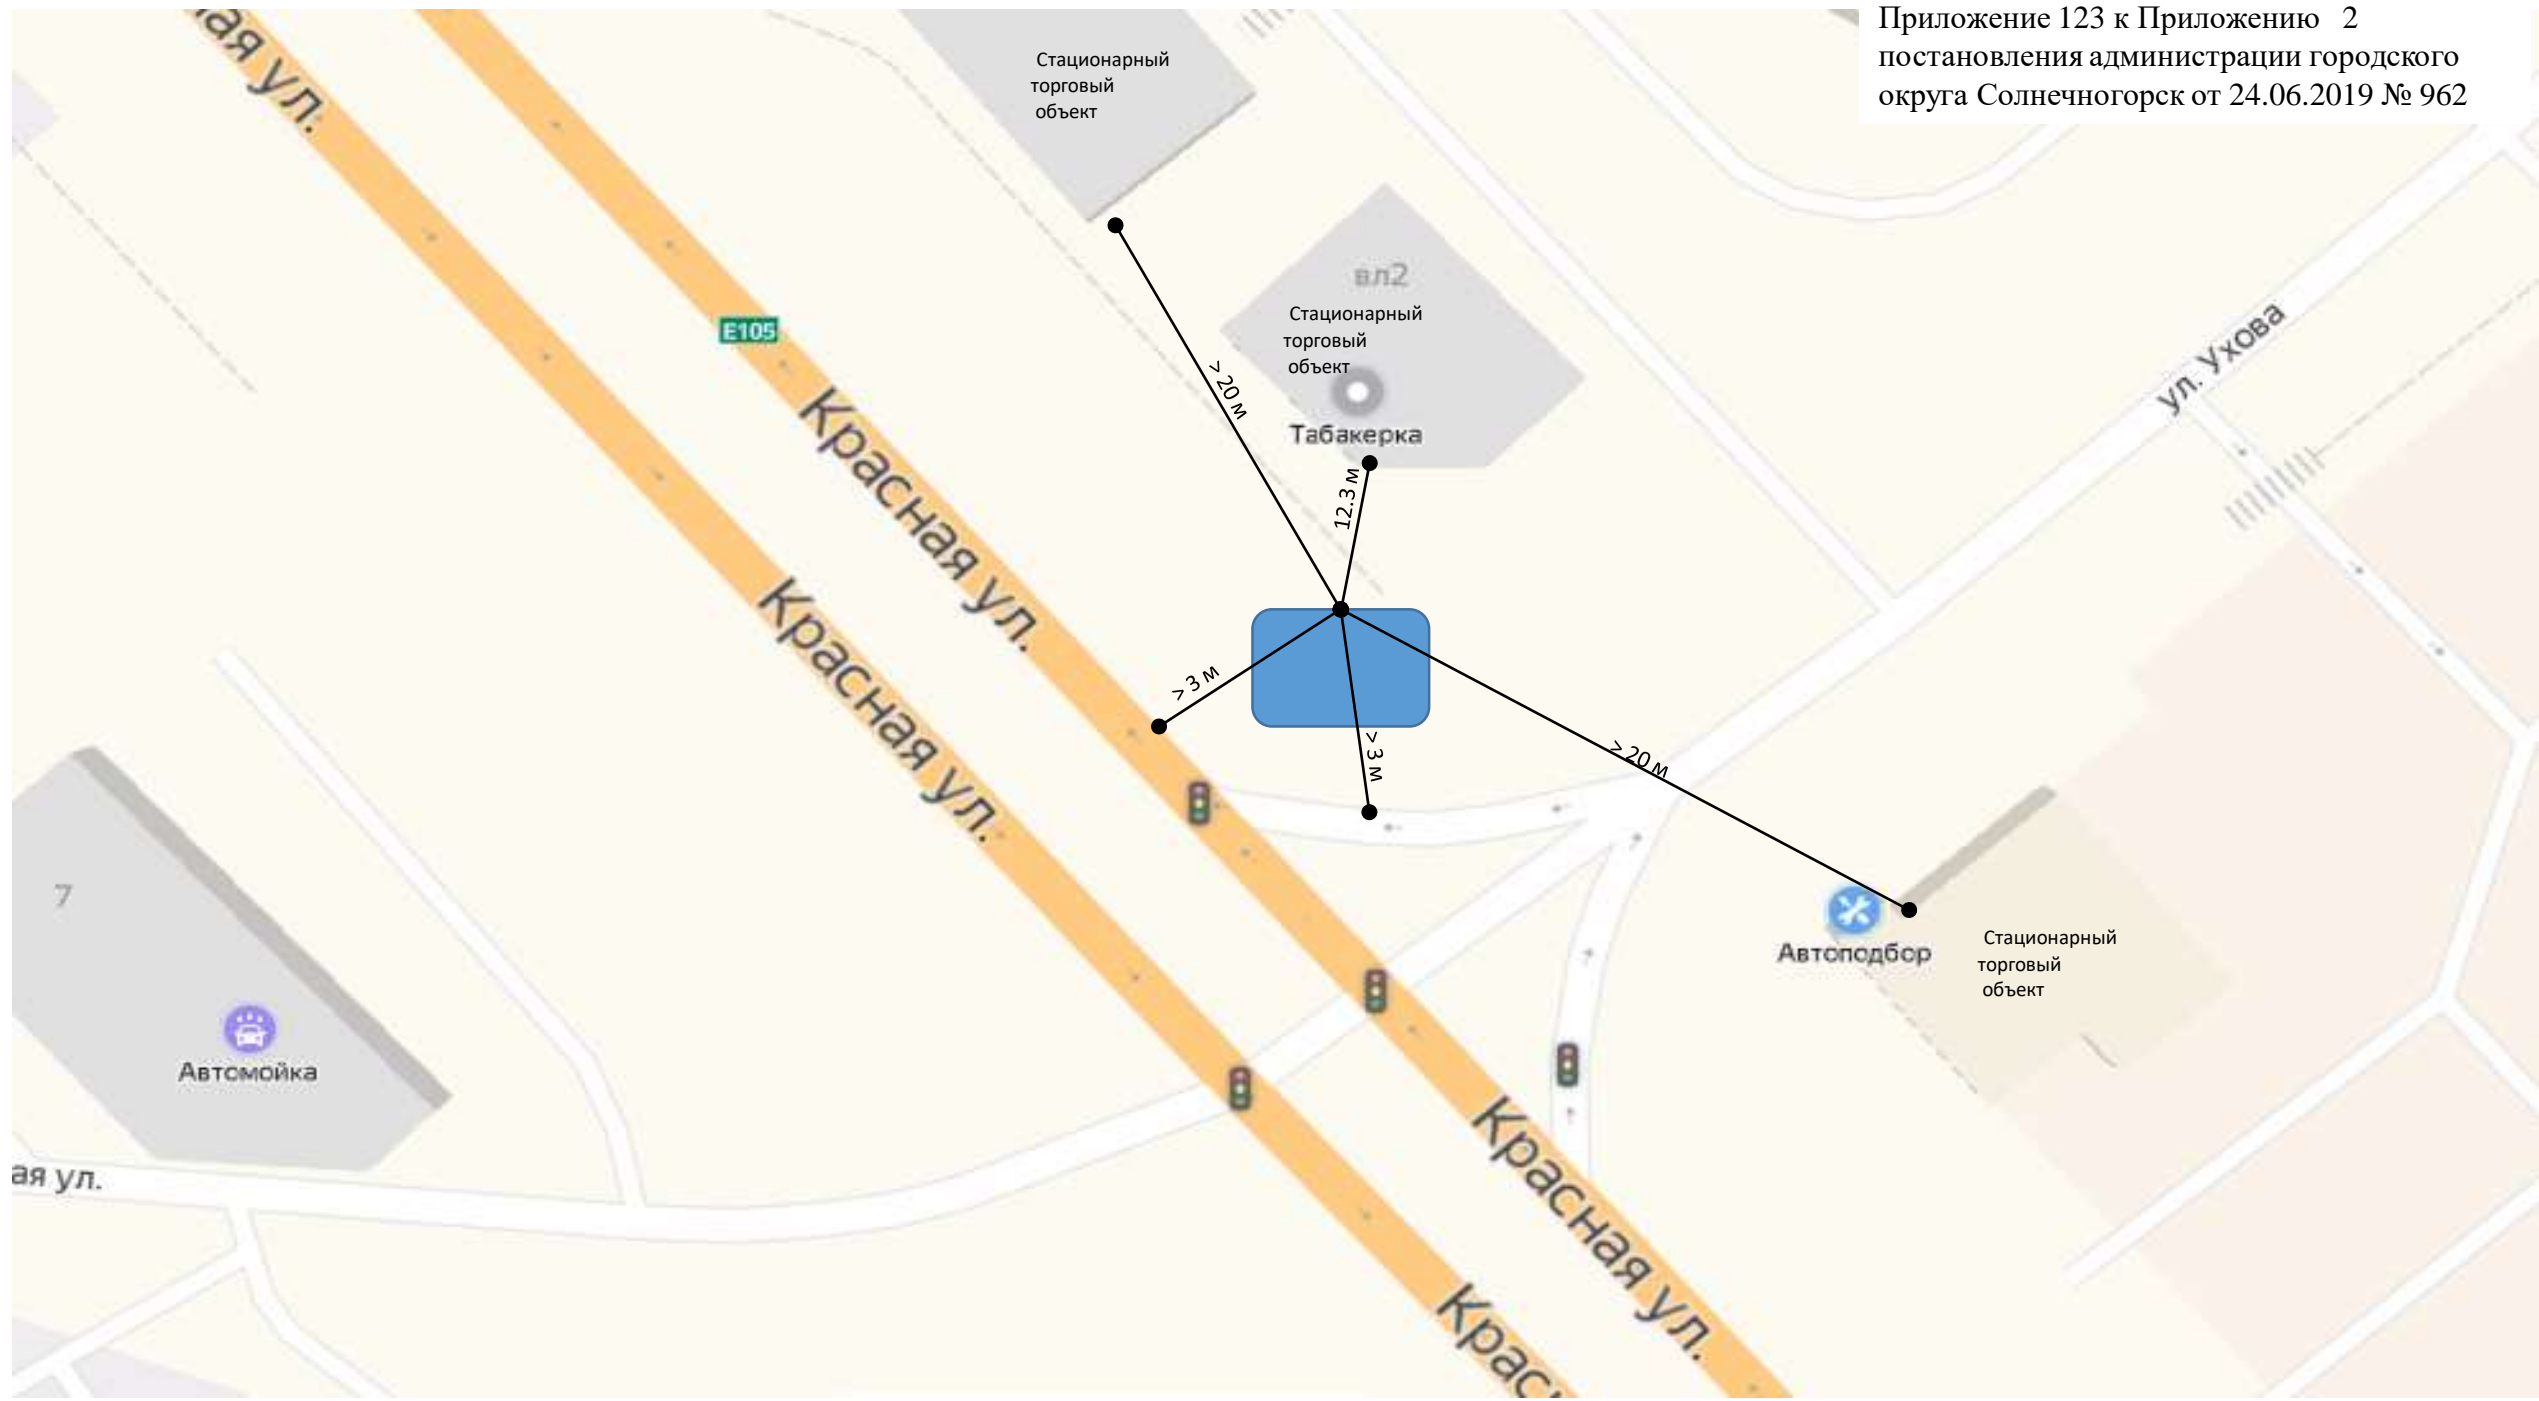 Приложение 123 к Приложению 2
постановления администрации городского
округа Солнечногорск от 24.06.2019 № 962
ная ул.
Стационарный
торговый
объект
вл2
Стационарный
торговый
объект
Табакерка
> 20 м
12.3 м
E105
Красная ул.
ул. Ухова
Красная ул.
> 3 м
> 3 м
> 20 м
7
Автомойка
Автоподбор
Стационарный
торговый
объект
ая ул.
Красная ул.
Красн